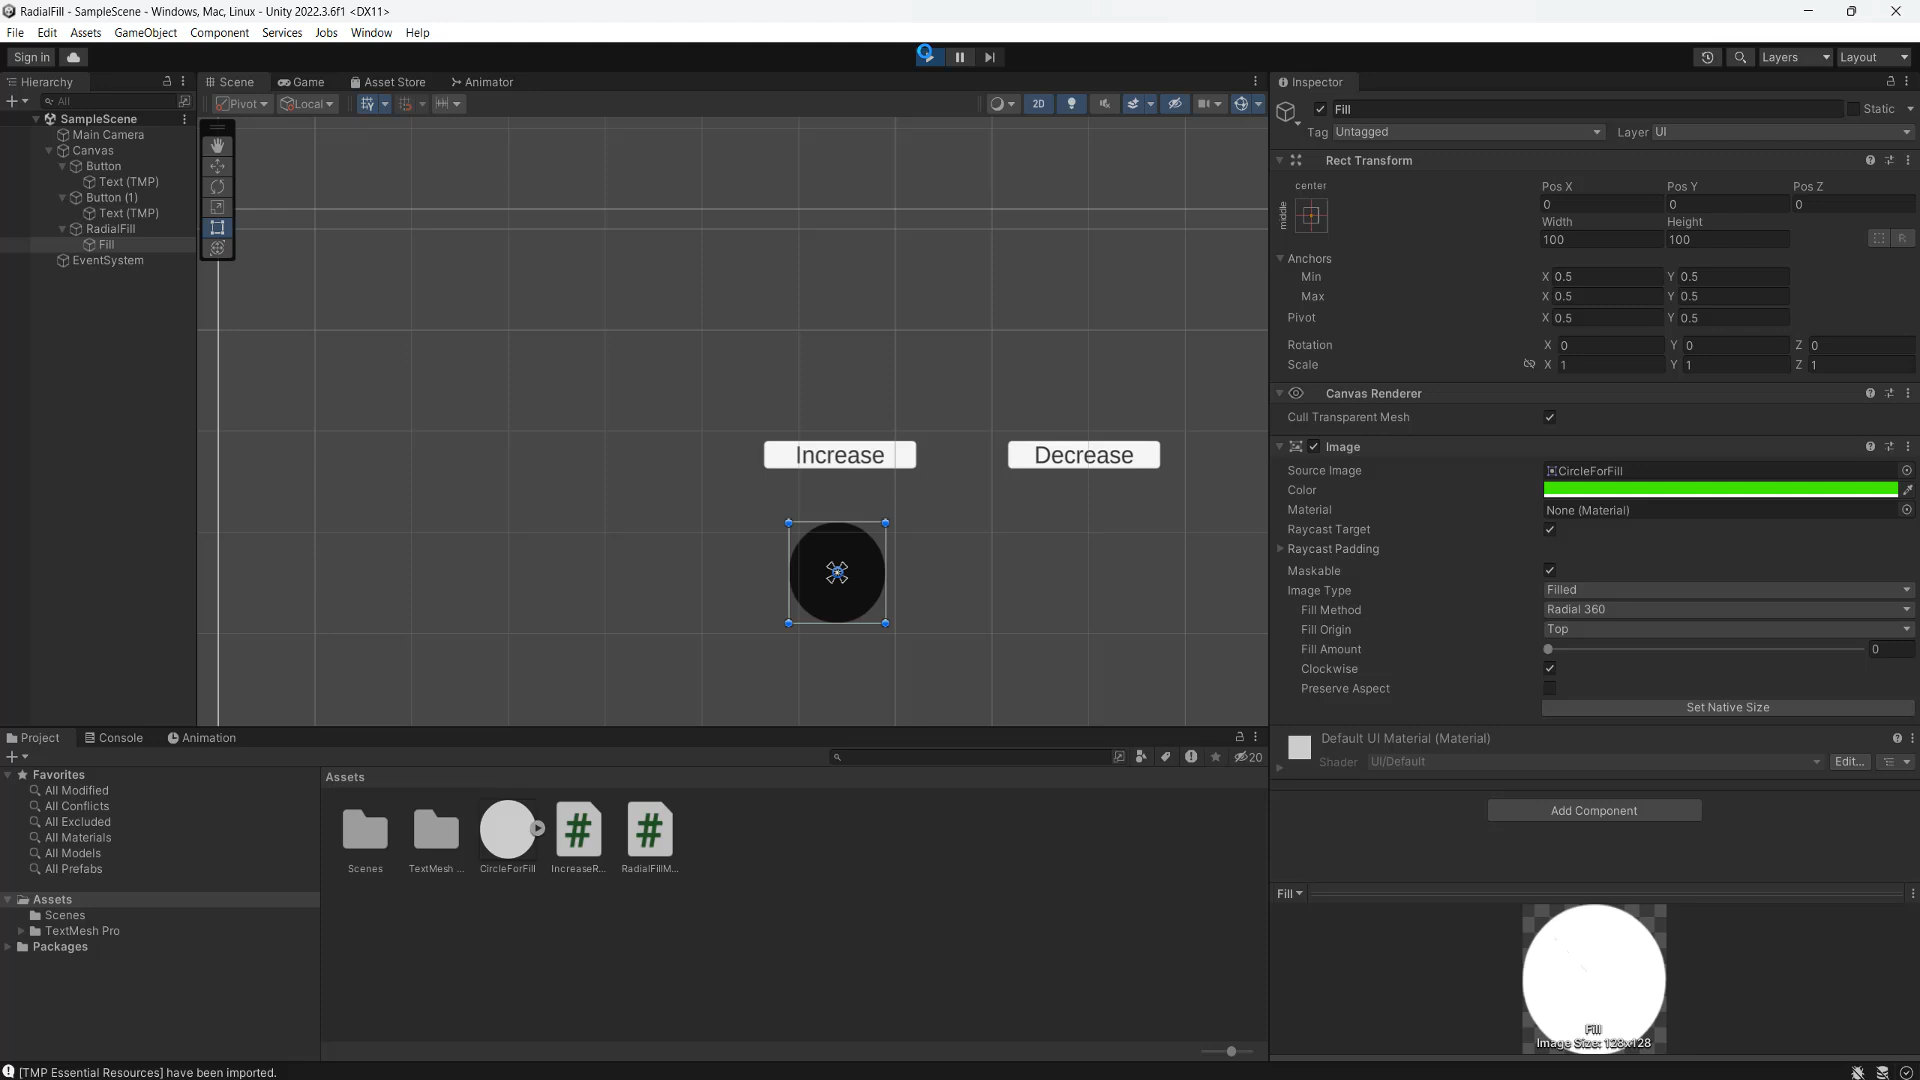 RadialFill - SampleScene - Windows, Mac, Linux - Unity 2022.3.6f1 <DX11>
File Edit Assets GameObject Component Services Jobs Window Help
Sign in
Layers
Layout
Hierarchy
All
SampleScene
Main Camera
Canvas
Button
Text (TMP)
Button (1)
Text (TMP)
RadialFill
Fill
EventSystem
Scene Game Asset Store Animator
Pivot Local
2D
Increase
Decrease
Inspector
Fill
Static
Tag Untagged
Layer UI
Rect Transform
center
middle
Pos X Pos Y Pos Z
0 0 0
Width Height
100 100
R
Anchors
Min X 0.5 Y 0.5
Max X 0.5 Y 0.5
Pivot X 0.5 Y 0.5
Rotation X 0 Y 0 Z 0
Scale X 1 Y 1 Z 1
Canvas Renderer
Cull Transparent Mesh
Image
Source Image CircleForFill
Color
Material None (Material)
Raycast Target
Raycast Padding
Maskable
Image Type Filled
Fill Method Radial 360
Fill Origin Top
Fill Amount 0
Clockwise
Preserve Aspect
Set Native Size
Default UI Material (Material)
Shader UI/Default
Edit...
Add Component
Fill
Fill
Image Size: 128x128
Project Console Animation
20
Favorites
All Modified
All Conflicts
All Excluded
All Materials
All Models
All Prefabs
Assets
Scenes
TextMesh Pro
Packages
Assets
Scenes TextMesh ... CircleForFill IncreaseR... RadialFillM...
[TMP Essential Resources] have been imported.